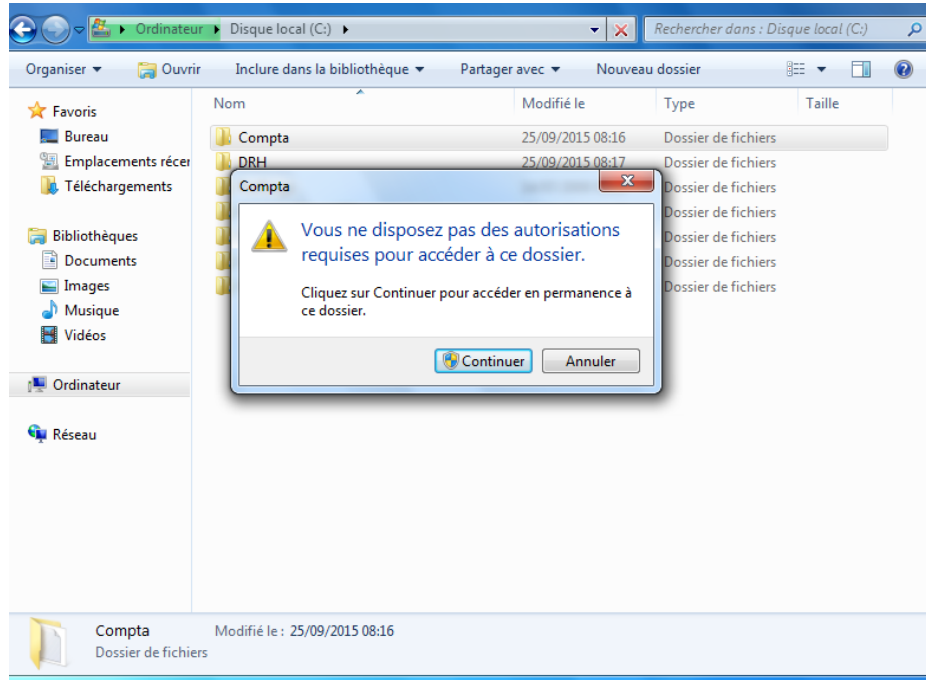 Ordinateur Disque local (C:) Rechercher dans : Disque local (C:)
Organiser Ouvrir Inclure dans la bibliothèque Partager avec Nouveau dossier
Nom Modifié le Type Taille
Favoris
Bureau
Emplacements récer
Téléchargements
Bibliothèques
Documents
Images
Musique
Vidéos
Ordinateur
Réseau
Compta 25/09/2015 08:16 Dossier de fichiers
DRH 25/09/2015 08:17 Dossier de fichiers
Dossier de fichiers
Dossier de fichiers
Dossier de fichiers
Dossier de fichiers
Dossier de fichiers
Compta
Vous ne disposez pas des autorisations
requises pour accéder à ce dossier.
Cliquez sur Continuer pour accéder en permanence à
ce dossier.
Continuer Annuler
Compta Modifié le : 25/09/2015 08:16
Dossier de fichiers